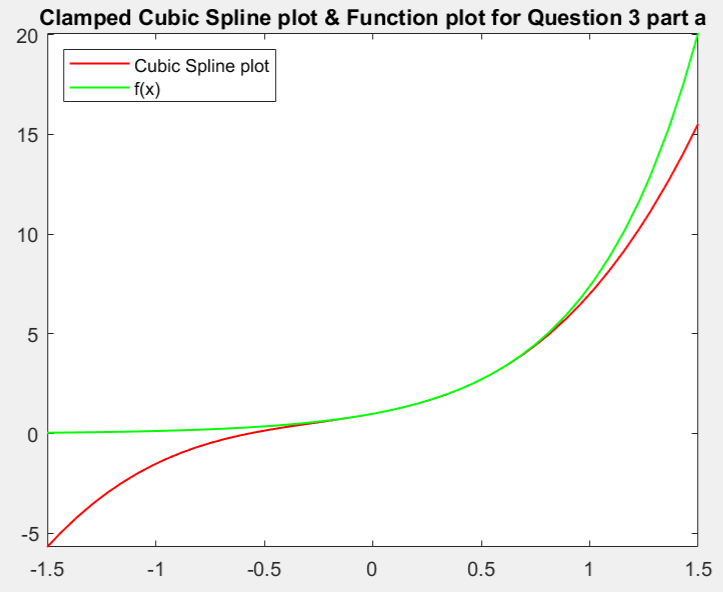 Clamped Cubic Spline plot & Function plot for Question 3 part a
Cubic Spline plot
f(x)
20
15
10
5
0
-5
-1.5 -1 -0.5 0 0.5 1 1.5